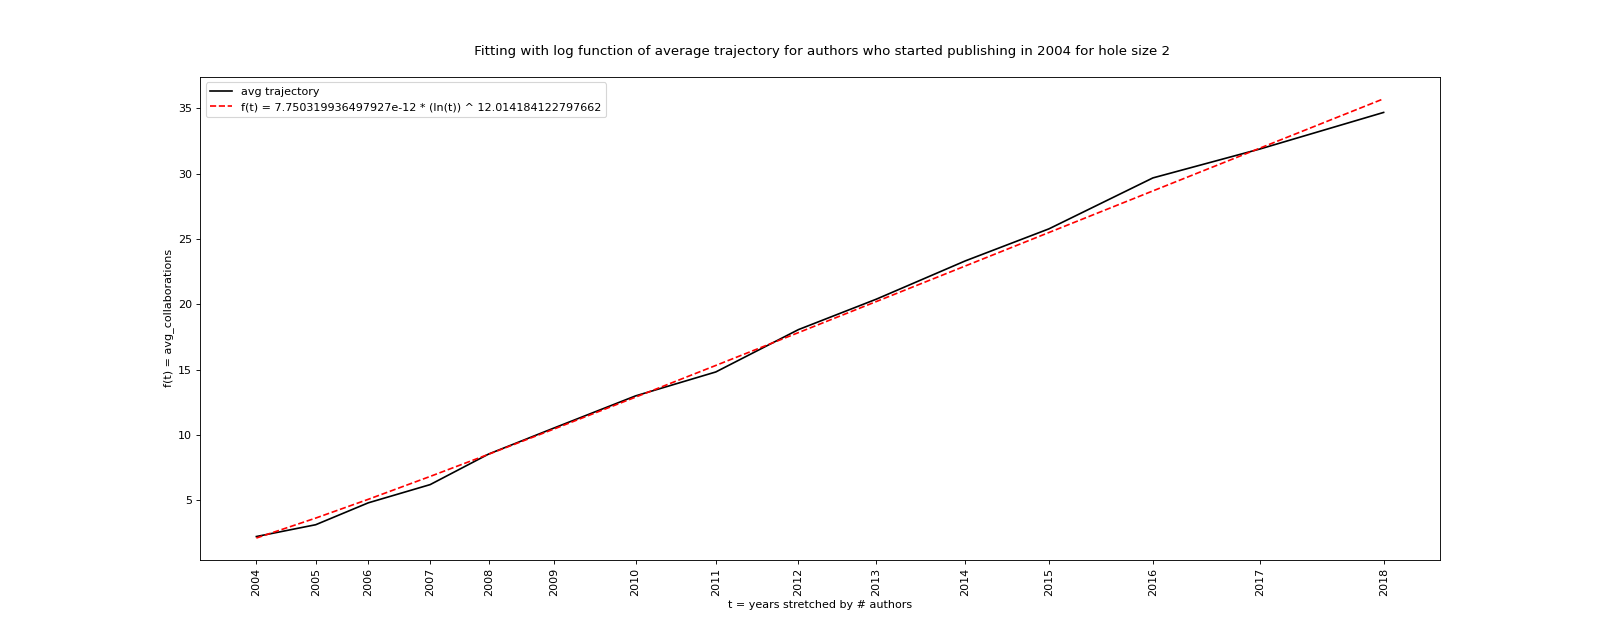 Fitting with log function of average trajectory for authors who started publishing in 2004 for hole size 2
avg trajectory
f(t) = 7.750319936497927e-12 * (ln(t)) ^ 12.014184122797662
35
30
25
20
15
10
5
f(t) = avg_collaborations
2004 2005 2006 2007 2008 2009 2010 2011 2012 2013 2014 2015 2016 2017 2018
t = years stretched by # authors